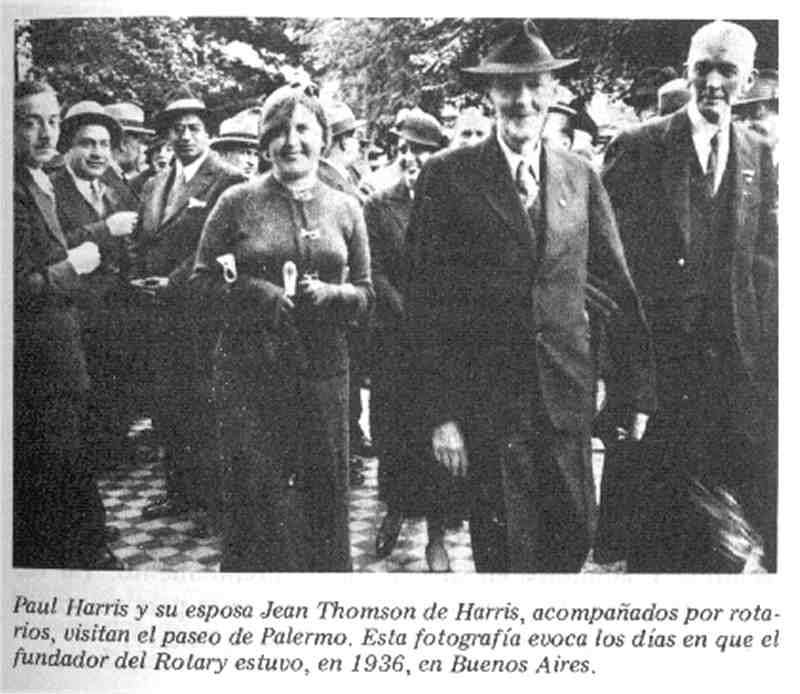 Paul Harris y su esposa Jean Thomson de Harris, acompañados por rota-
rios, visitan el paseo de Palermo. Esta fotografía evoca los días en que el
fundador del Rotary estuvo, en 1936, en Buenos Aires.